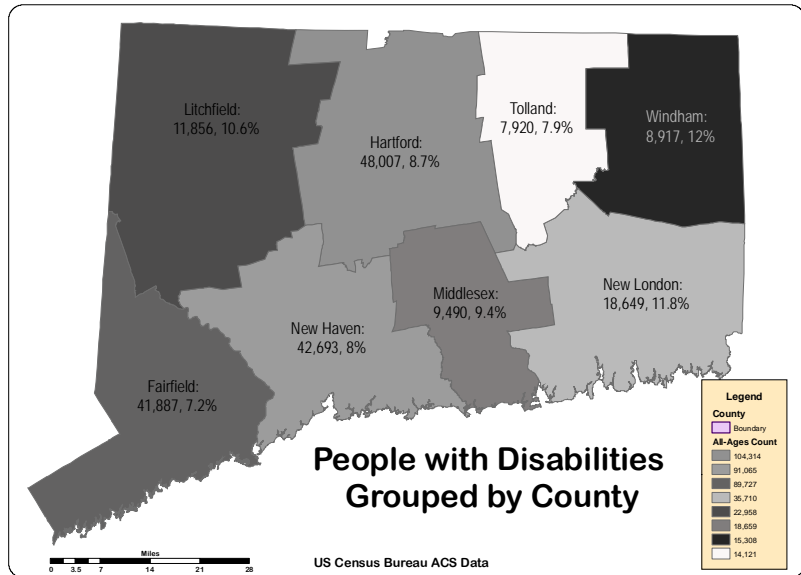 Litchfield:
11,856, 10.6%
Hartford:
48,007, 8.7%
Tolland:
7,920, 7.9%
Windham:
8,917, 12%
Middlesex:
9,490, 9.4%
New London:
18,649, 11.8%
New Haven:
42,693, 8%
Fairfield:
41,887, 7.2%
People with Disabilities
Grouped by County
Legend
County
Boundary
All-Ages Count
104,314
91,065
89,727
35,710
22,958
18,659
15,308
14,121
Miles
0 3.5 7 14 21 28
US Census Bureau ACS Data